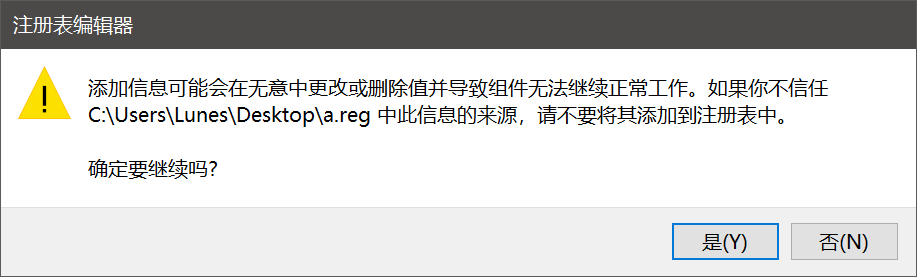 注册表编辑器
添加信息可能会在无意中更改或删除值并导致组件无法继续正常工作。如果你不信任
C:\Users\Lunes\Desktop\a.reg 中此信息的来源，请不要将其添加到注册表中。
确定要继续吗?
是(Y)
否(N)